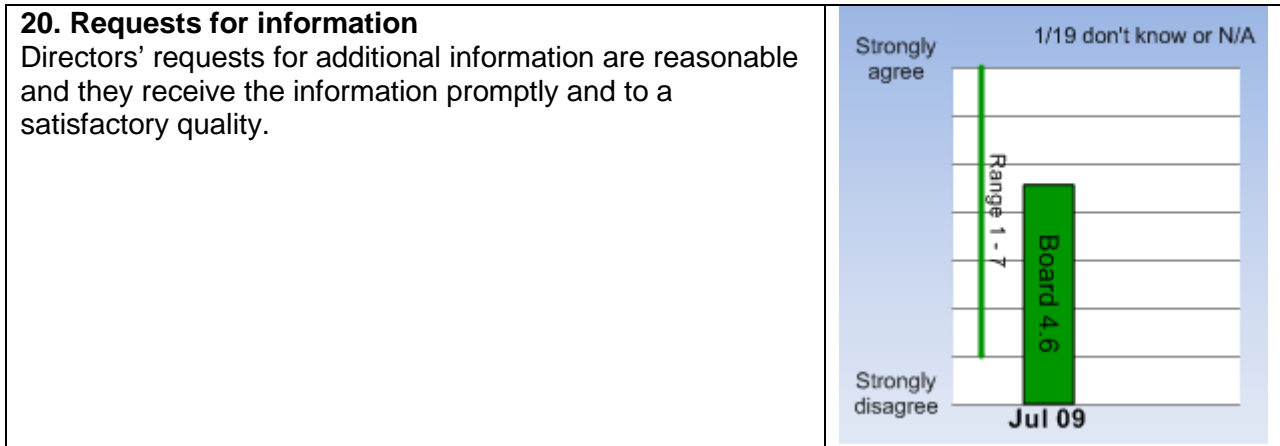 20. Requests for information
Directors’ requests for additional information are reasonable
and they receive the information promptly and to a
satisfactory quality.
1/19 don't know or N/A
Strongly
agree
Range 1 - 7
Board 4.6
Strongly
disagree
Jul 09